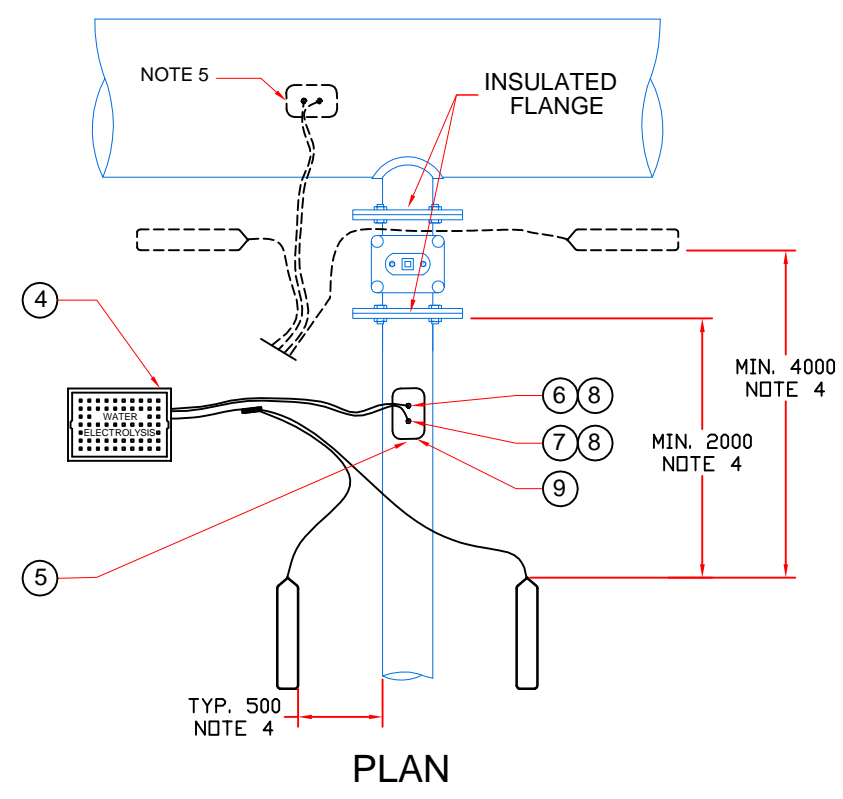 NOTE 5
INSULATED
FLANGE
4
WATER
ELECTROLYSIS
6 8
7 8
9
5
MIN. 4000
NOTE 4
MIN. 2000
NOTE 4
TYP. 500
NOTE 4
PLAN